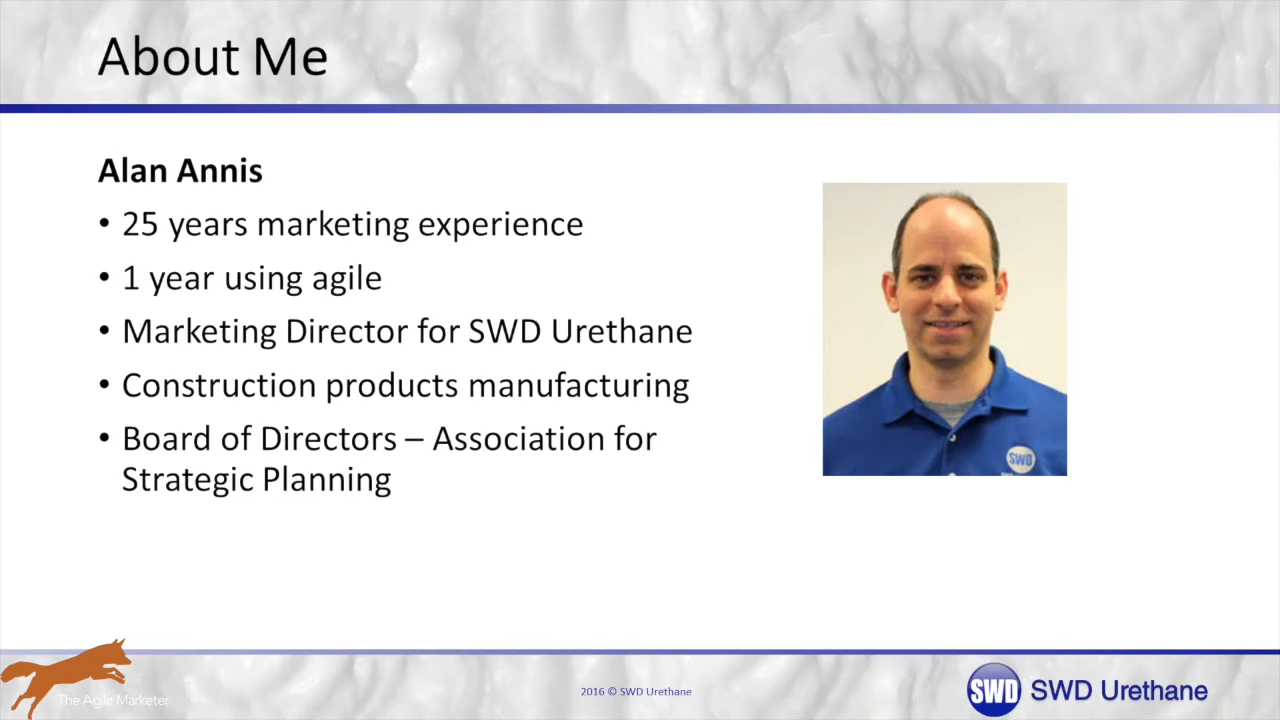 About Me
Alan Annis
• 25 years marketing experience
• 1 year using agile
• Marketing Director for SWD Urethane
• Construction products manufacturing
• Board of Directors – Association for
Strategic Planning
SWD
The Agile Marketer
2016 © SWD Urethane
SWD SWD Urethane